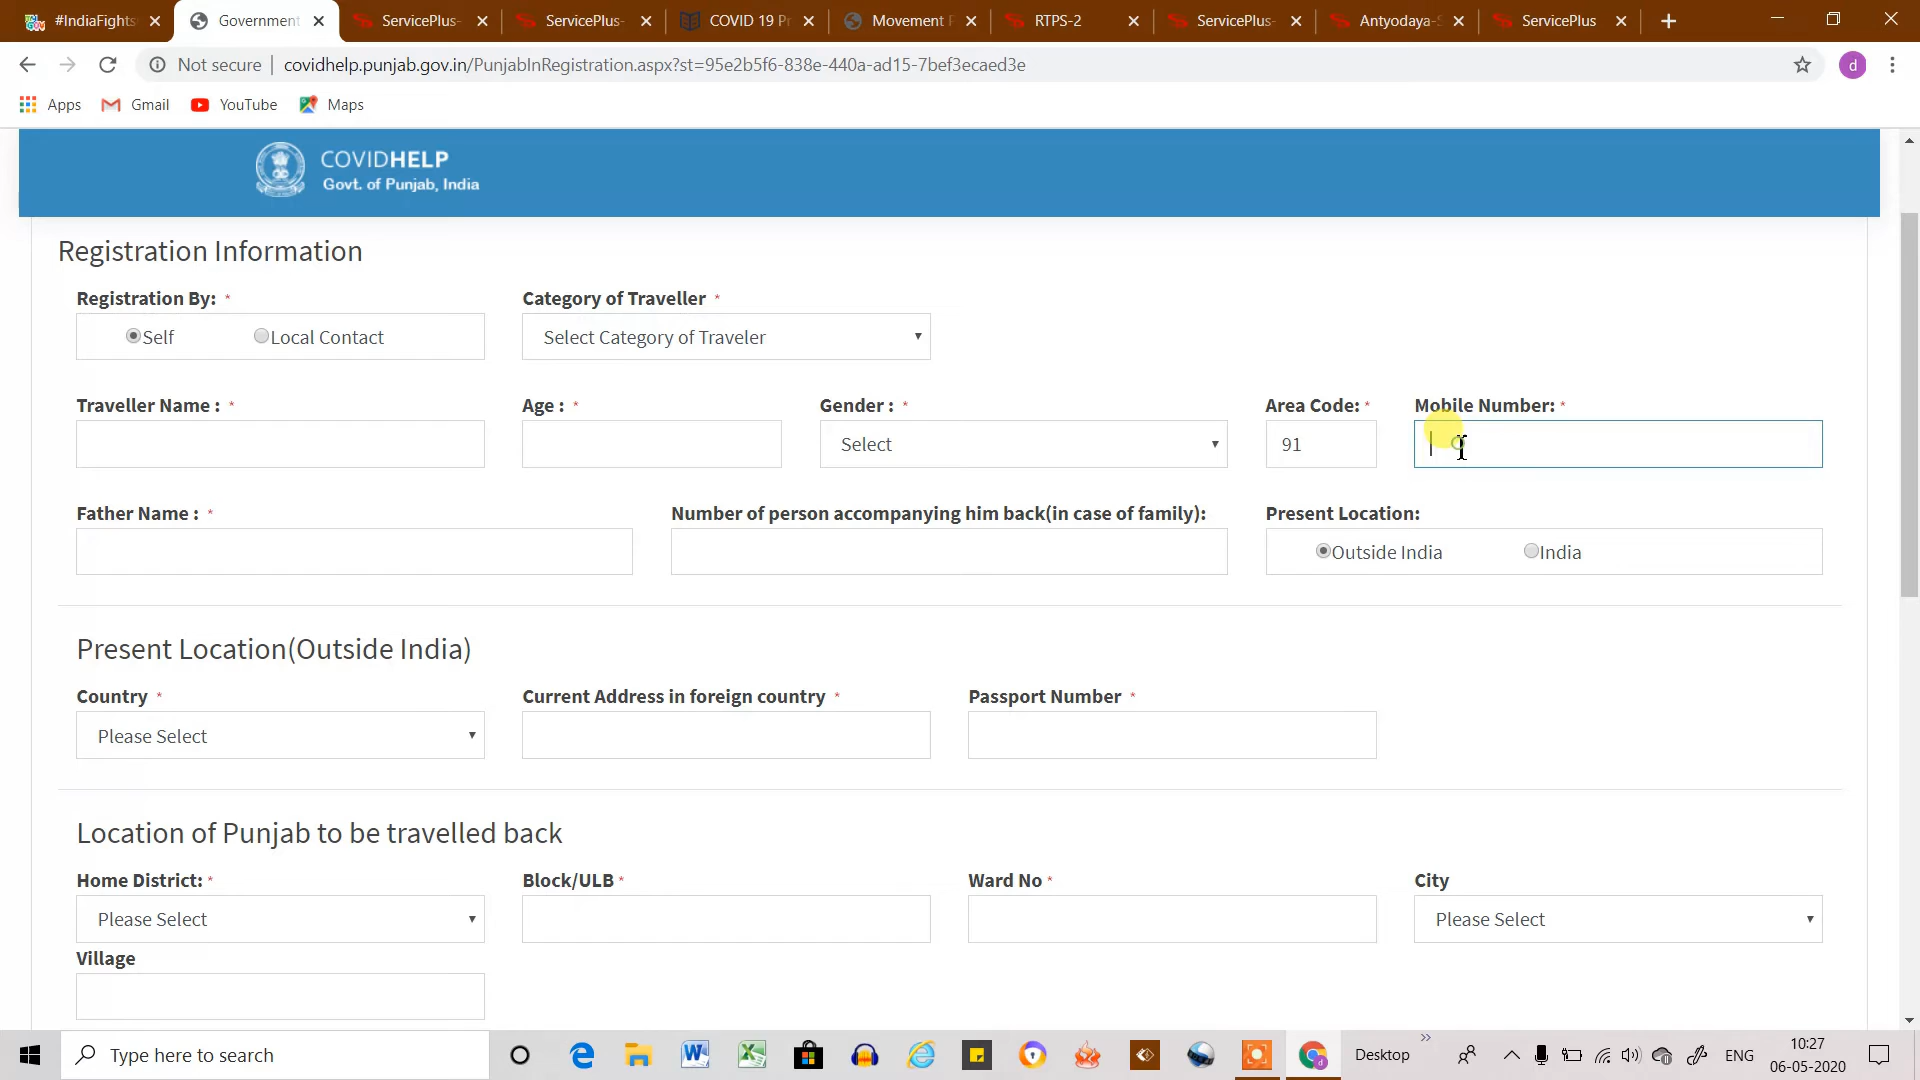 #IndiaFights
Government
ServicePlus-
ServicePlus-
COVID 19 Pr
Movement P
RTPS-2
ServicePlus-
Antyodaya-S
ServicePlus
Not secure
covidhelp.punjab.gov.in/PunjabInRegistration.aspx?st=95e2b5f6-838e-440a-ad15-7bef3ecaed3e
d
Apps
Gmail
YouTube
Maps
COVIDHELP
Govt. of Punjab, India
Registration Information
Registration By: *
Category of Traveller *
Self
Local Contact
Select Category of Traveler
Traveller Name : *
Age : *
Gender : *
Area Code: *
Mobile Number: *
Select
91
Father Name : *
Number of person accompanying him back(in case of family):
Present Location:
Outside India
India
Present Location(Outside India)
Country *
Current Address in foreign country *
Passport Number *
Please Select
Location of Punjab to be travelled back
Home District: *
Block/ULB *
Ward No *
City
Please Select
Please Select
Village
Type here to search
Desktop
ENG
10:27
06-05-2020